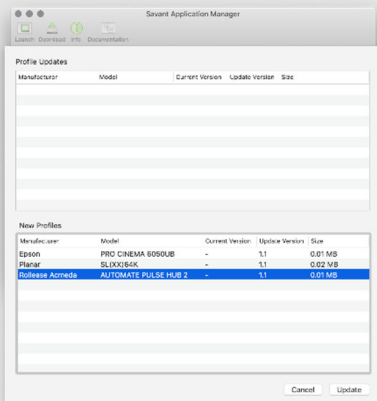 Savant Application Manager
Launch Download Info Documentation
Profile Updates
Manufacturer Model Current Version Update Version Size
New Profiles
Manufacturer Model Current Version Update Version Size
Epson PRO CINEMA 6050UB - 1.1 0.01 MB
Planar SL(XX)64K - 1.1 0.02 MB
Rollease Acmeda AUTOMATE PULSE HUB 2 - 1.1 0.01 MB
Cancel Update